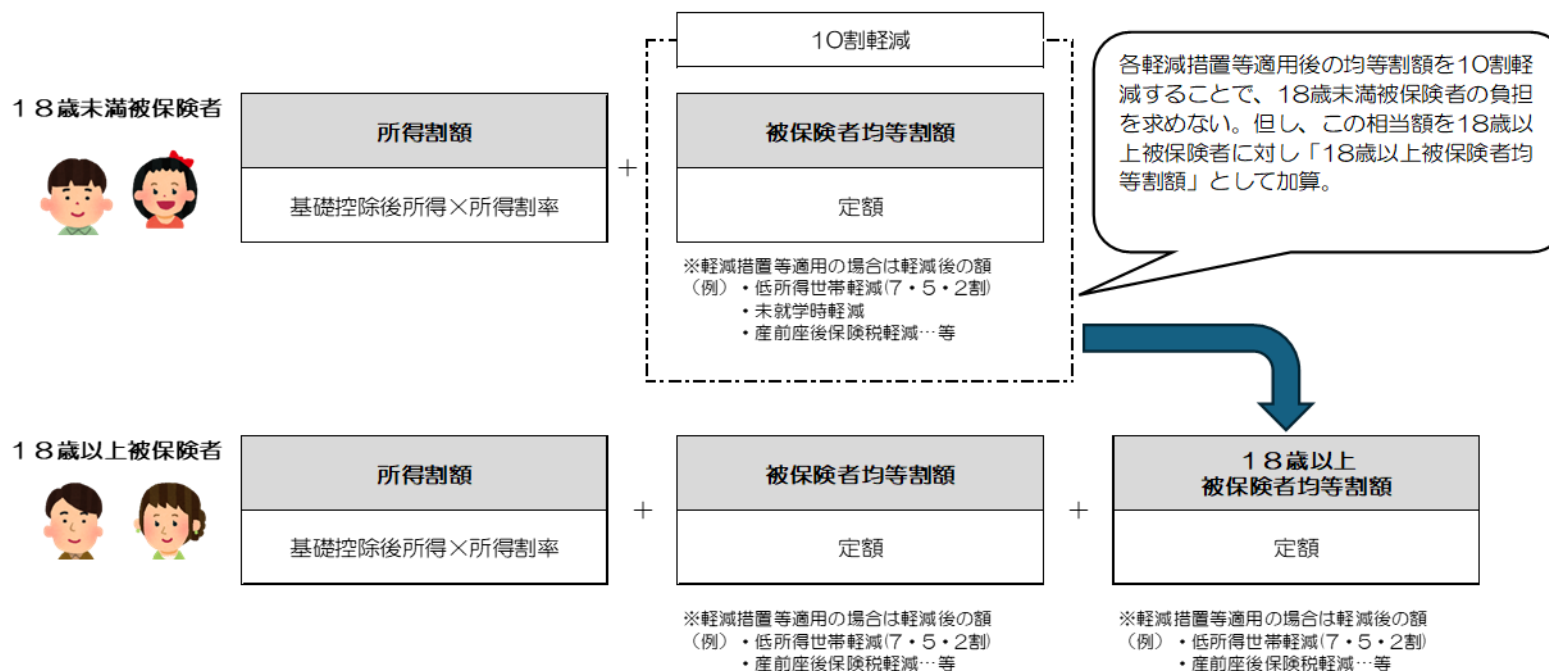 10割軽減
各軽減措置等適用後の均等割額を10割軽
減することで、18歳未満被保険者の負担
を求めない。但し、この相当額を18歳以
上被保険者に対し「18歳以上被保険者均
等割額」として加算。
18歳未満被保険者
所得割額
+
被保険者均等割額
基礎控除後所得×所得割率
定額
※軽減措置等適用の場合は軽減後の額
(例)・低所得世帯軽減(7・5・2割)
・未就学時軽減
・産前座後保険税軽減…等
18歳以上被保険者
所得割額
+
被保険者均等割額
+
18歳以上
被保険者均等割額
基礎控除後所得×所得割率
定額
定額
※軽減措置等適用の場合は軽減後の額
(例)・低所得世帯軽減(7・5・2割)
・産前座後保険税軽減…等
※軽減措置等適用の場合は軽減後の額
(例)・低所得世帯軽減(7・5・2割)
・産前座後保険税軽減…等